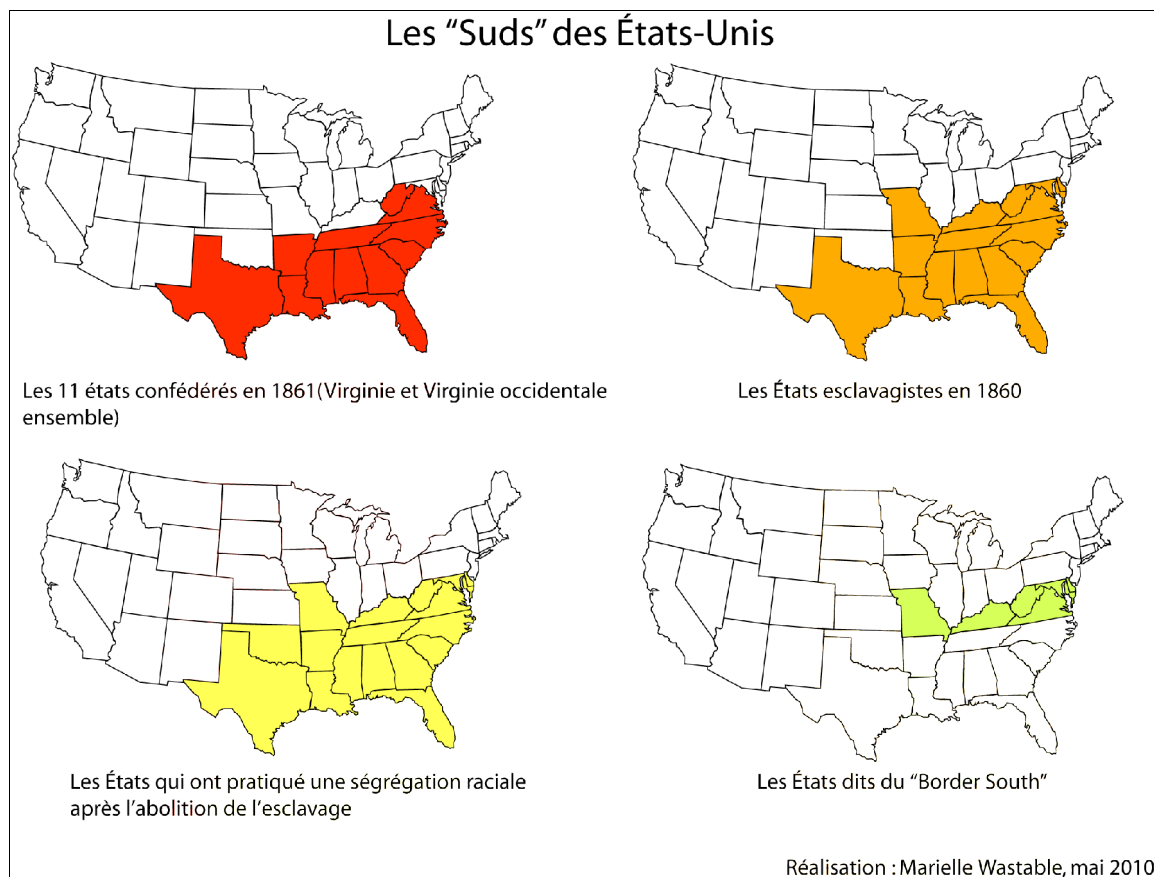 Les “Suds” des États-Unis
Les 11 états confédérés en 1861(Virginie et Virginie occidentale
ensemble)
Les États esclavagistes en 1860
Les États qui ont pratiqué une ségrégation raciale
après l’abolition de l’esclavage
Les États dits du “Border South”
Réalisation : Marielle Wastable, mai 2010